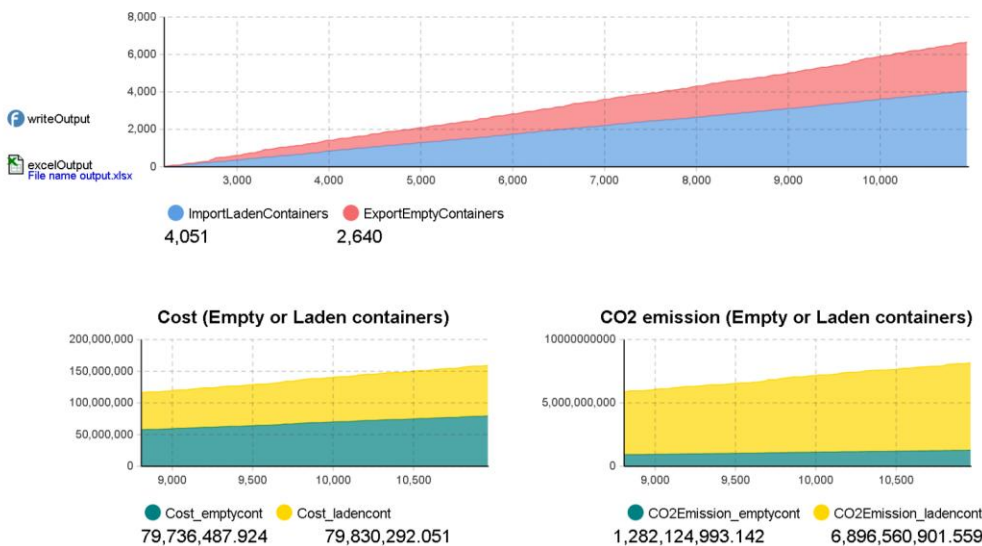 8,000
6,000
4,000
2,000
0
3,000 4,000 5,000 6,000 7,000 8,000 9,000 10,000
F writeOutput
excelOutput
File name output.xlsx
ImportLadenContainers ExportEmptyContainers
4,051 2,640
Cost (Empty or Laden containers)
200,000,000
150,000,000
100,000,000
50,000,000
0
9,000 9,500 10,000 10,500
Cost_emptycont Cost_ladencont
79,736,487.924 79,830,292.051
CO2 emission (Empty or Laden containers)
10000000000
5,000,000,000
0
9,000 9,500 10,000 10,500
CO2Emission_emptycont CO2Emission_ladencont
1,282,124,993.142 6,896,560,901.559